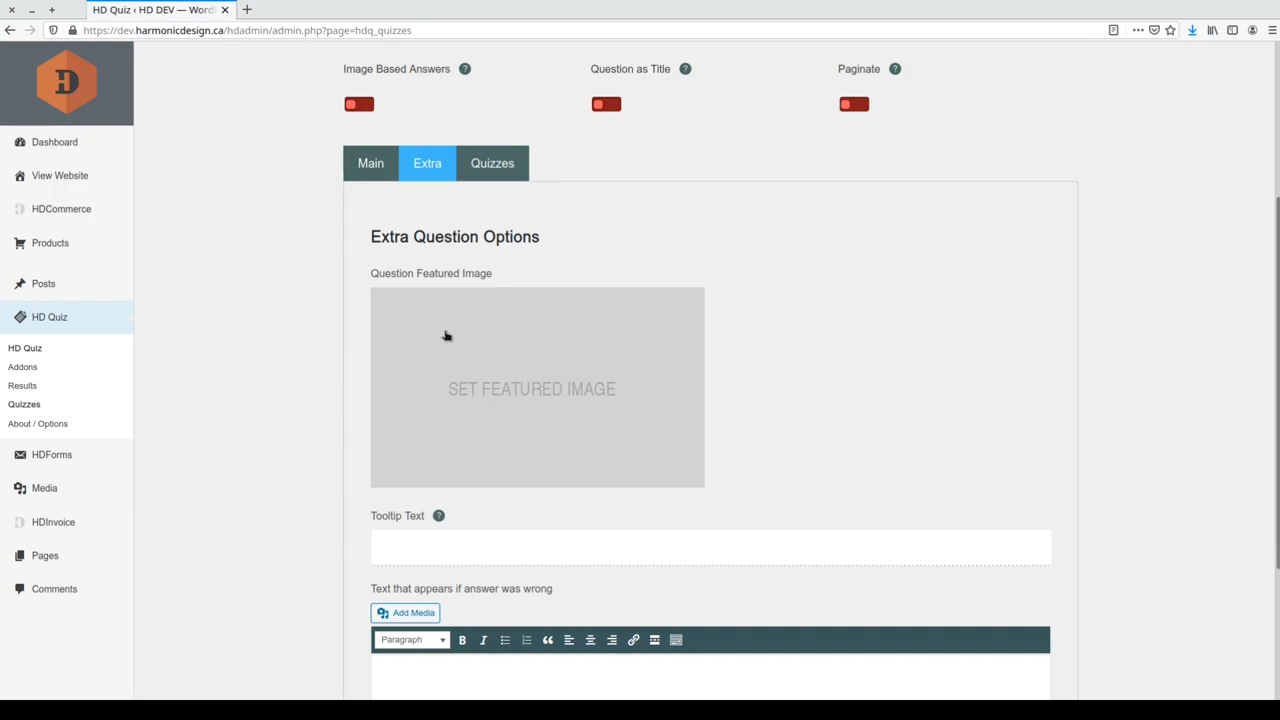 HD Quiz ‹ HD DEV — Word
https://dev.harmonicdesign.ca/hdadmin/admin.php?page=hdq_quizzes
Image Based Answers ?
Question as Title ?
Paginate ?
Main
Extra
Quizzes
Extra Question Options
Question Featured Image
SET FEATURED IMAGE
Tooltip Text ?
Text that appears if answer was wrong
Add Media
Paragraph
B
I
Dashboard
View Website
HDCommerce
Products
Posts
HD Quiz
HD Quiz
Addons
Results
Quizzes
About / Options
HDForms
Media
HDInvoice
Pages
Comments